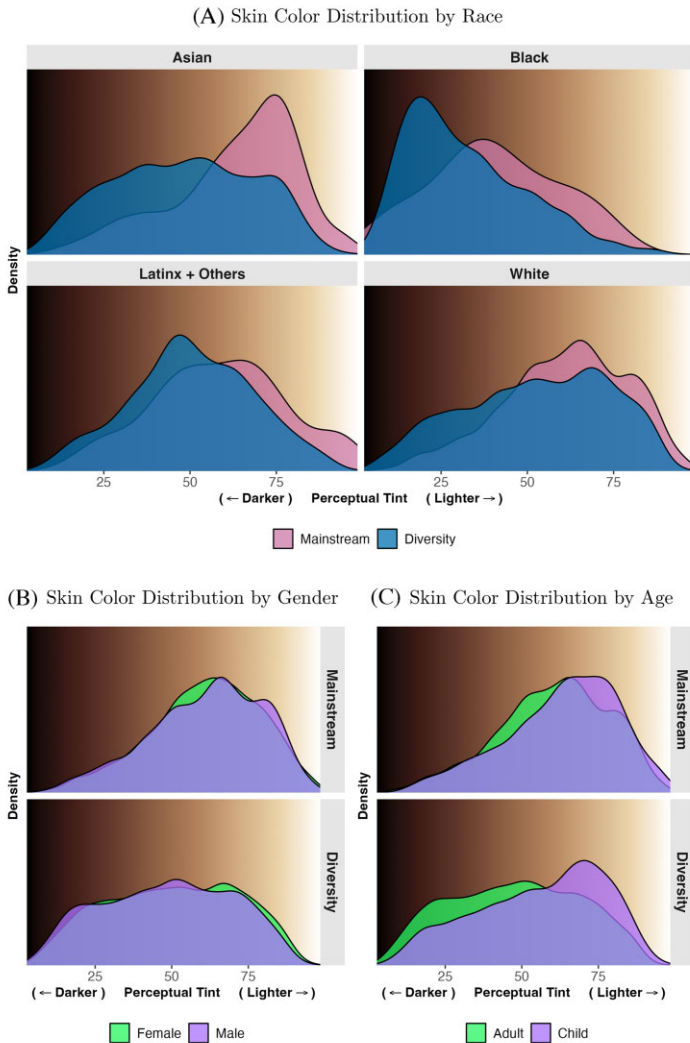 (A) Skin Color Distribution by Race
Asian
Black
Latinx + Others
White
Density
25
50
75
25
50
75
(← Darker ) Perceptual Tint ( Lighter →)
Mainstream
Diversity
(B) Skin Color Distribution by Gender
Mainstream
Diversity
Density
25
50
75
(← Darker ) Perceptual Tint ( Lighter →)
Female
Male
(C) Skin Color Distribution by Age
Mainstream
Diversity
Density
25
50
75
(← Darker ) Perceptual Tint ( Lighter →)
Adult
Child